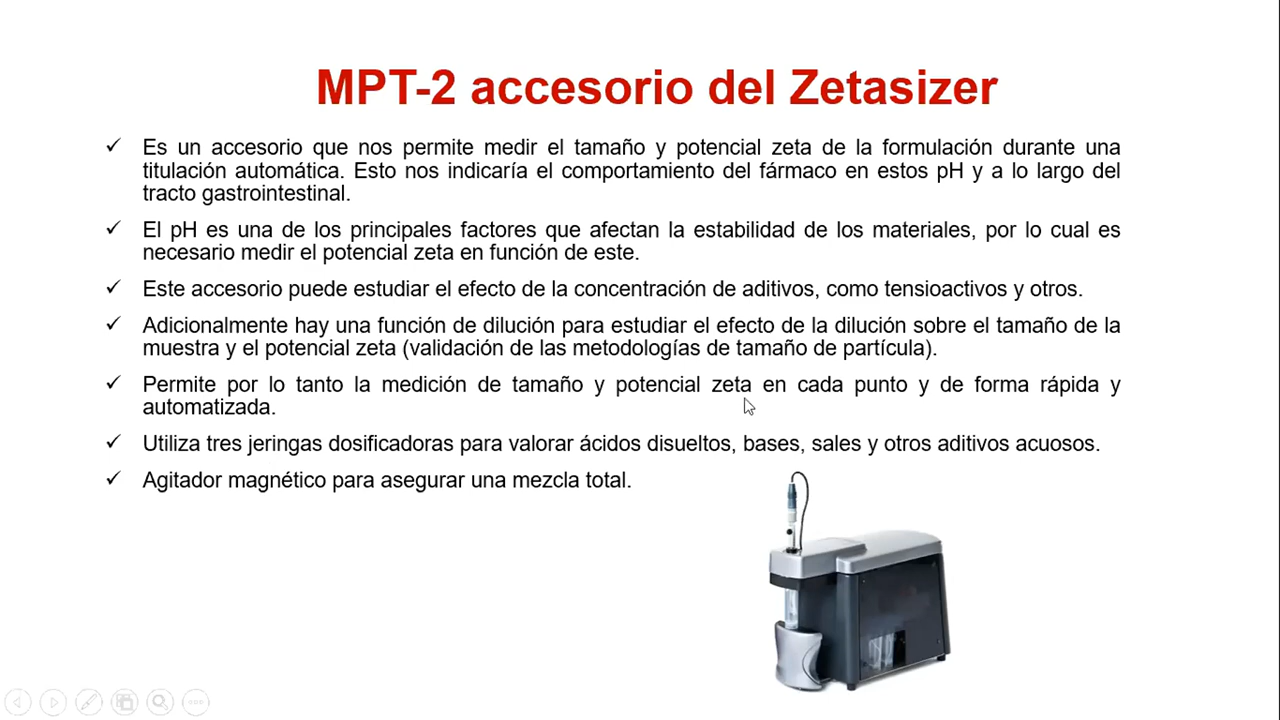 MPT-2 accesorio del Zetasizer
Es un accesorio que nos permite medir el tamaño y potencial zeta de la formulación durante una
titulación automática. Esto nos indicaría el comportamiento del fármaco en estos pH y a lo largo del
tracto gastrointestinal.
El pH es una de los principales factores que afectan la estabilidad de los materiales, por lo cual es
necesario medir el potencial zeta en función de este.
Este accesorio puede estudiar el efecto de la concentración de aditivos, como tensioactivos y otros.
Adicionalmente hay una función de dilución para estudiar el efecto de la dilución sobre el tamaño de la
muestra y el potencial zeta (validación de las metodologías de tamaño de partícula).
Permite por lo tanto la medición de tamaño y potencial zeta en cada punto y de forma rápida y
automatizada.
Utiliza tres jeringas dosificadoras para valorar ácidos disueltos, bases, sales y otros aditivos acuosos.
Agitador magnético para asegurar una mezcla total.